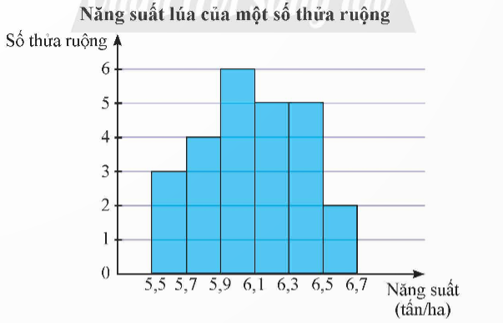 Năng suất lúa của một số thửa ruộng
Số thửa ruộng
6
5
4
3
2
1
0
5,5 5,7 5,9 6,1 6,3 6,5 6,7
Năng suất
(tấn/ha)